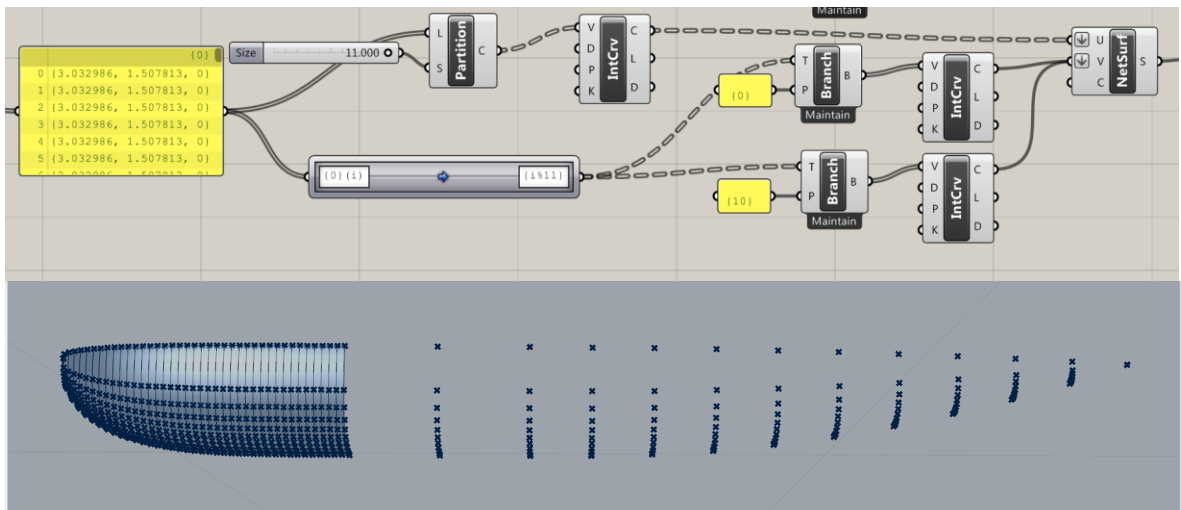 Maintain
{0}
0 {3.032986, 1.507813, 0}
1 {3.032986, 1.507813, 0}
2 {3.032986, 1.507813, 0}
3 {3.032986, 1.507813, 0}
4 {3.032986, 1.507813, 0}
5 {3.032986, 1.507813, 0}
Size 11.000
L
S
Partition
C
V
D
P
K
IntCrv
C
L
D
{0}
T
P
Branch
B
Maintain
V
D
P
K
IntCrv
C
L
D
U
V
C
NetSurf
S
{0}(i)
{i%11}
{10}
T
P
Branch
B
Maintain
V
D
P
K
IntCrv
C
L
D